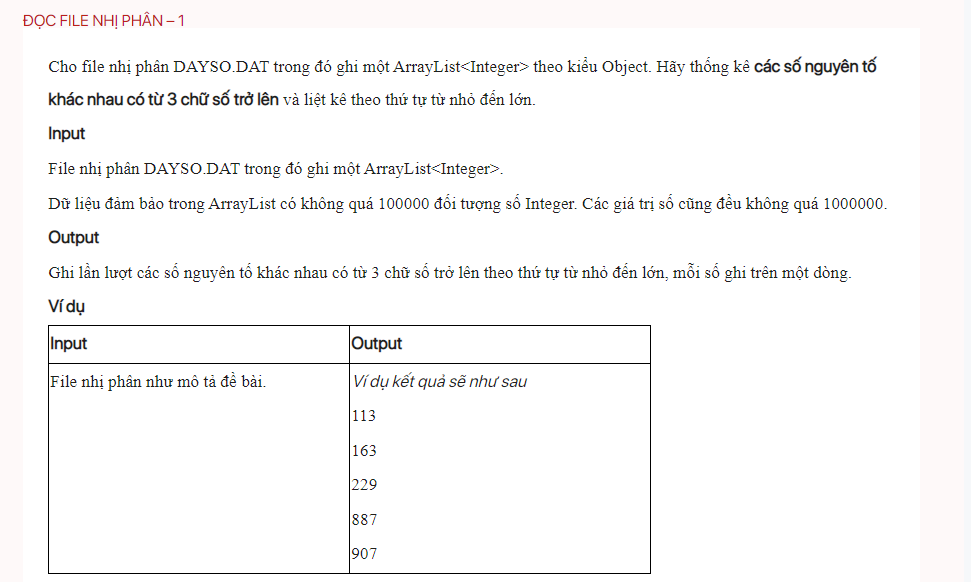 ĐỌC FILE NHỊ PHÂN – 1
Cho file nhị phân DAYSO.DAT trong đó ghi một ArrayList<Integer> theo kiểu Object. Hãy thống kê các số nguyên tố
khác nhau có từ 3 chữ số trở lên và liệt kê theo thứ tự từ nhỏ đến lớn.
Input
File nhị phân DAYSO.DAT trong đó ghi một ArrayList<Integer>.
Dữ liệu đảm bảo trong ArrayList có không quá 100000 đối tượng số Integer. Các giá trị số cũng đều không quá 1000000.
Output
Ghi lần lượt các số nguyên tố khác nhau có từ 3 chữ số trở lên theo thứ tự từ nhỏ đến lớn, mỗi số ghi trên một dòng.
Ví dụ
Input
Output
File nhị phân như mô tả đề bài.
Ví dụ kết quả sẽ như sau
113
163
229
887
907